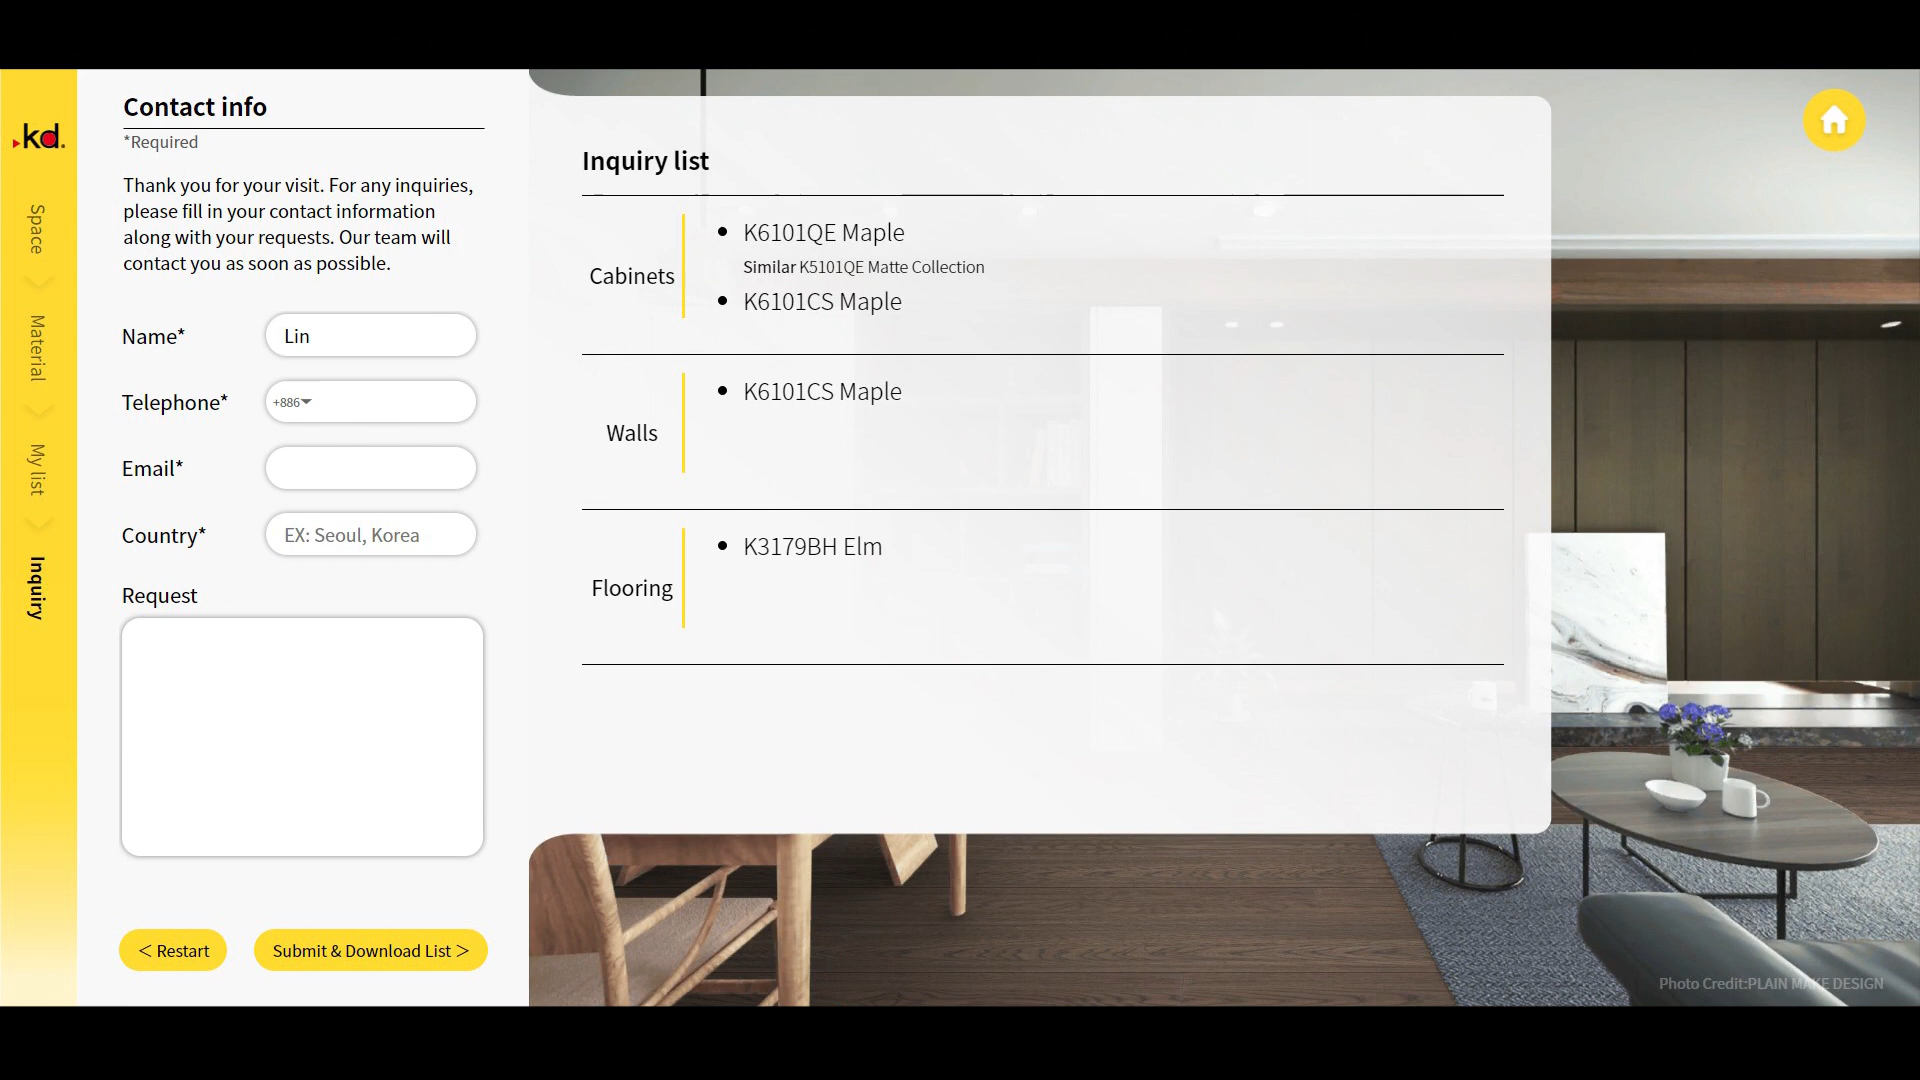 kd.
Space
Material
My list
Inquiry
Contact info
*Required
Thank you for your visit. For any inquiries,
please fill in your contact information
along with your requests. Our team will
contact you as soon as possible.
Name*
Lin
Telephone*
+886
Email*
Country*
EX: Seoul, Korea
Request
< Restart
Submit & Download List >
Inquiry list
Cabinets
K6101QE Maple
Similar K5101QE Matte Collection
K6101CS Maple
Walls
K6101CS Maple
Flooring
K3179BH Elm
Photo Credit:PLAIN MAKE DESIGN